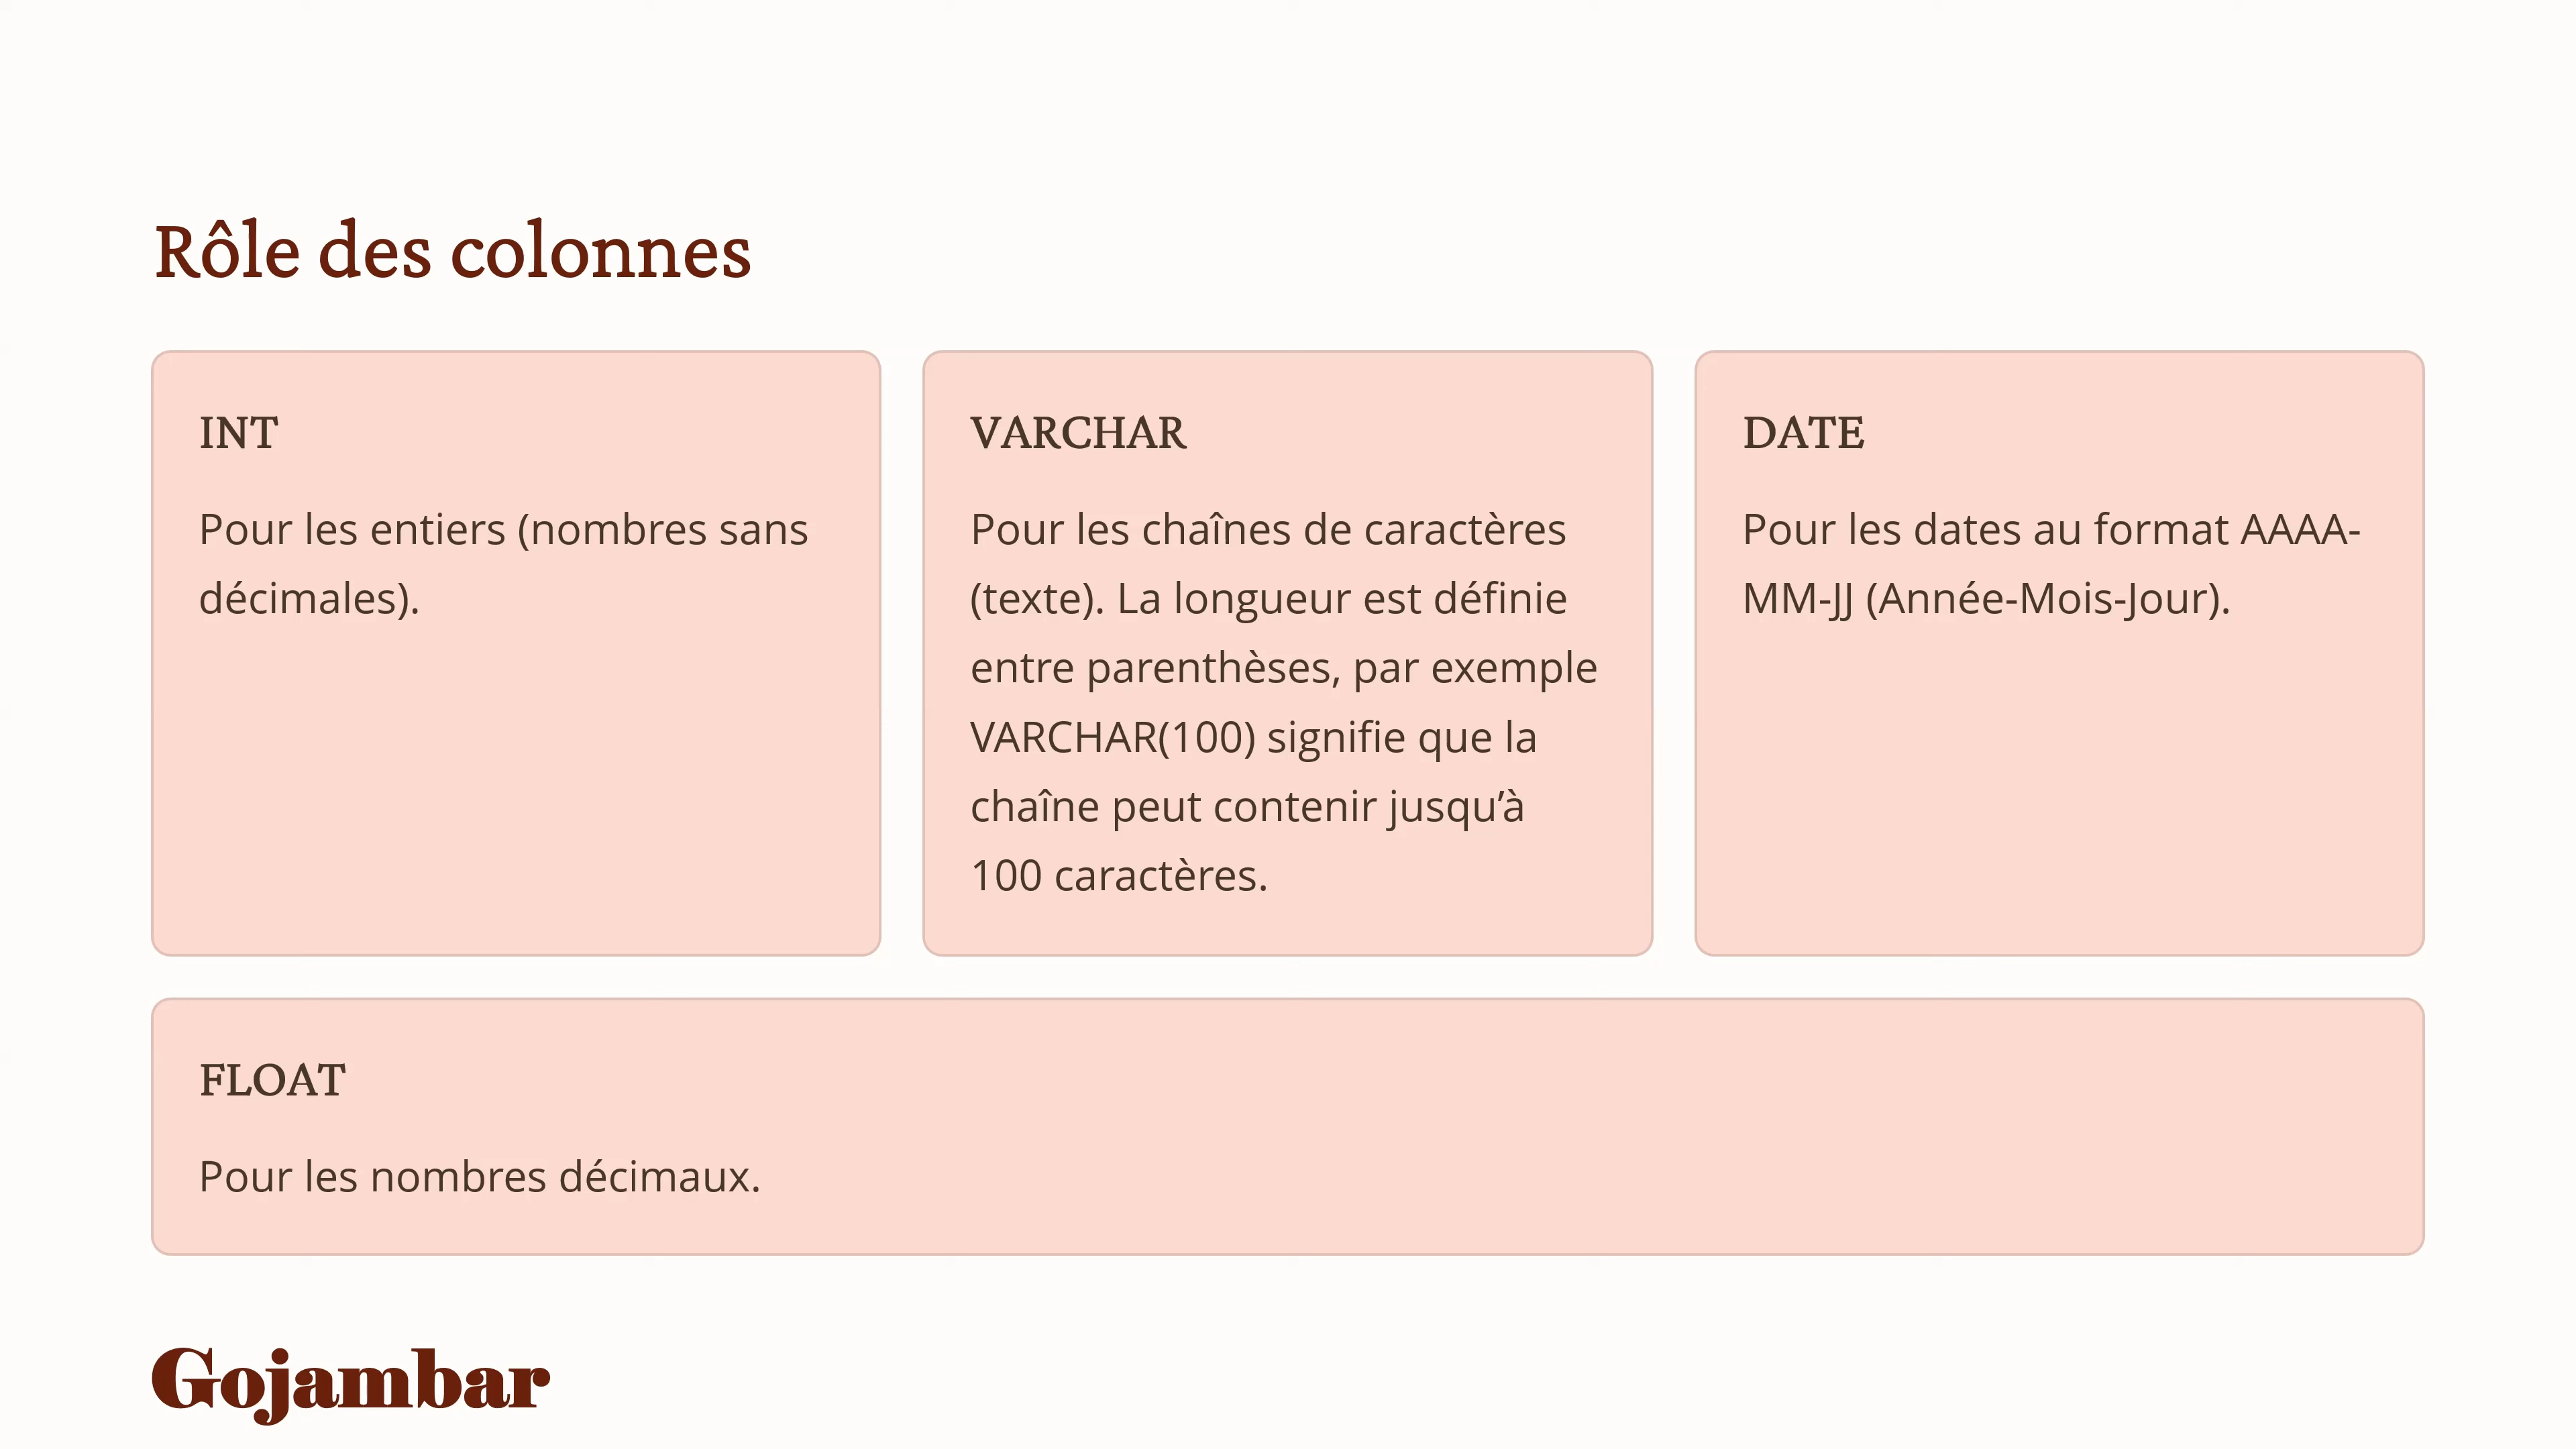 Rôle des colonnes
INT
Pour les entiers (nombres sans
décimales).
VARCHAR
Pour les chaînes de caractères
(texte). La longueur est définie
entre parenthèses, par exemple
VARCHAR(100) signifie que la
chaîne peut contenir jusqu’à
100 caractères.
DATE
Pour les dates au format AAAA-
MM-JJ (Année-Mois-Jour).
FLOAT
Pour les nombres décimaux.
Gojambar